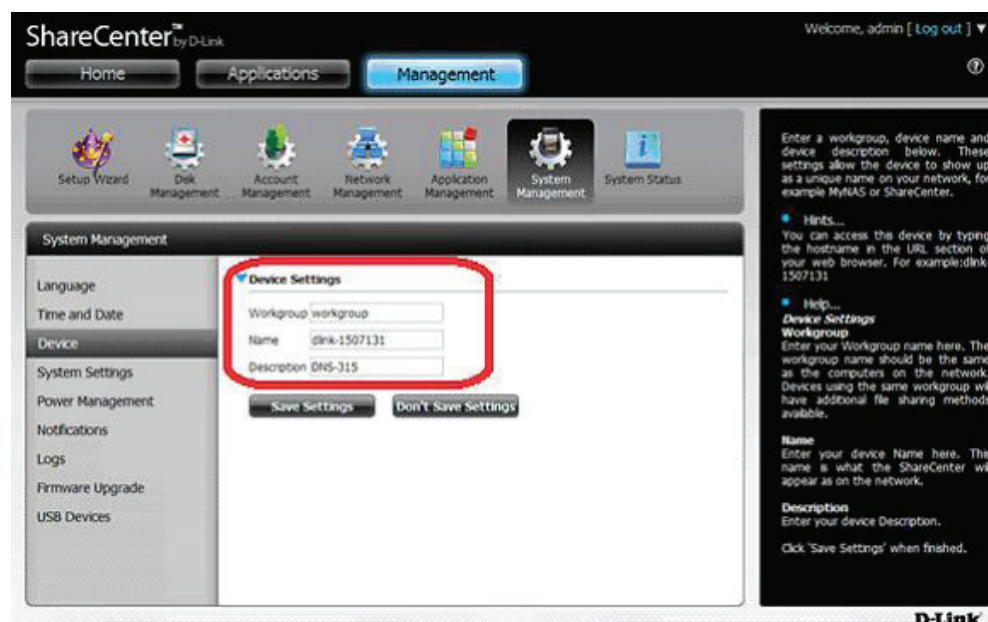 ShareCenter™ by D-Link
Welcome, admin [ Log out ] ▼
Home
Applications
Management
Setup Wizard
Disk
Management
Account
Management
Network
Management
Application
Management
System
Management
System Status
System Management
Language
Time and Date
Device
System Settings
Power Management
Notifications
Logs
Firmware Upgrade
USB Devices
Device Settings
Workgroup workgroup
Name dlink-1507131
Description DNS-315
Save Settings
Don't Save Settings
Enter a workgroup, device name and
device description below. These
settings allow the device to show up
as a unique name on your network, for
example MyNAS or ShareCenter.
Hints...
You can access this device by typing
the hostname in the URL section of
your web browser. For example:dlink-
1507131
Help...
Device Settings
Workgroup
Enter your Workgroup name here. The
workgroup name should be the same
as the computers on the network.
Devices using the same workgroup wil
have additional file sharing methods
available.
Name
Enter your device Name here. The
name is what the ShareCenter wil
appear as on the network.
Description
Enter your device Description.
Click 'Save Settings' when finished.
D-Link